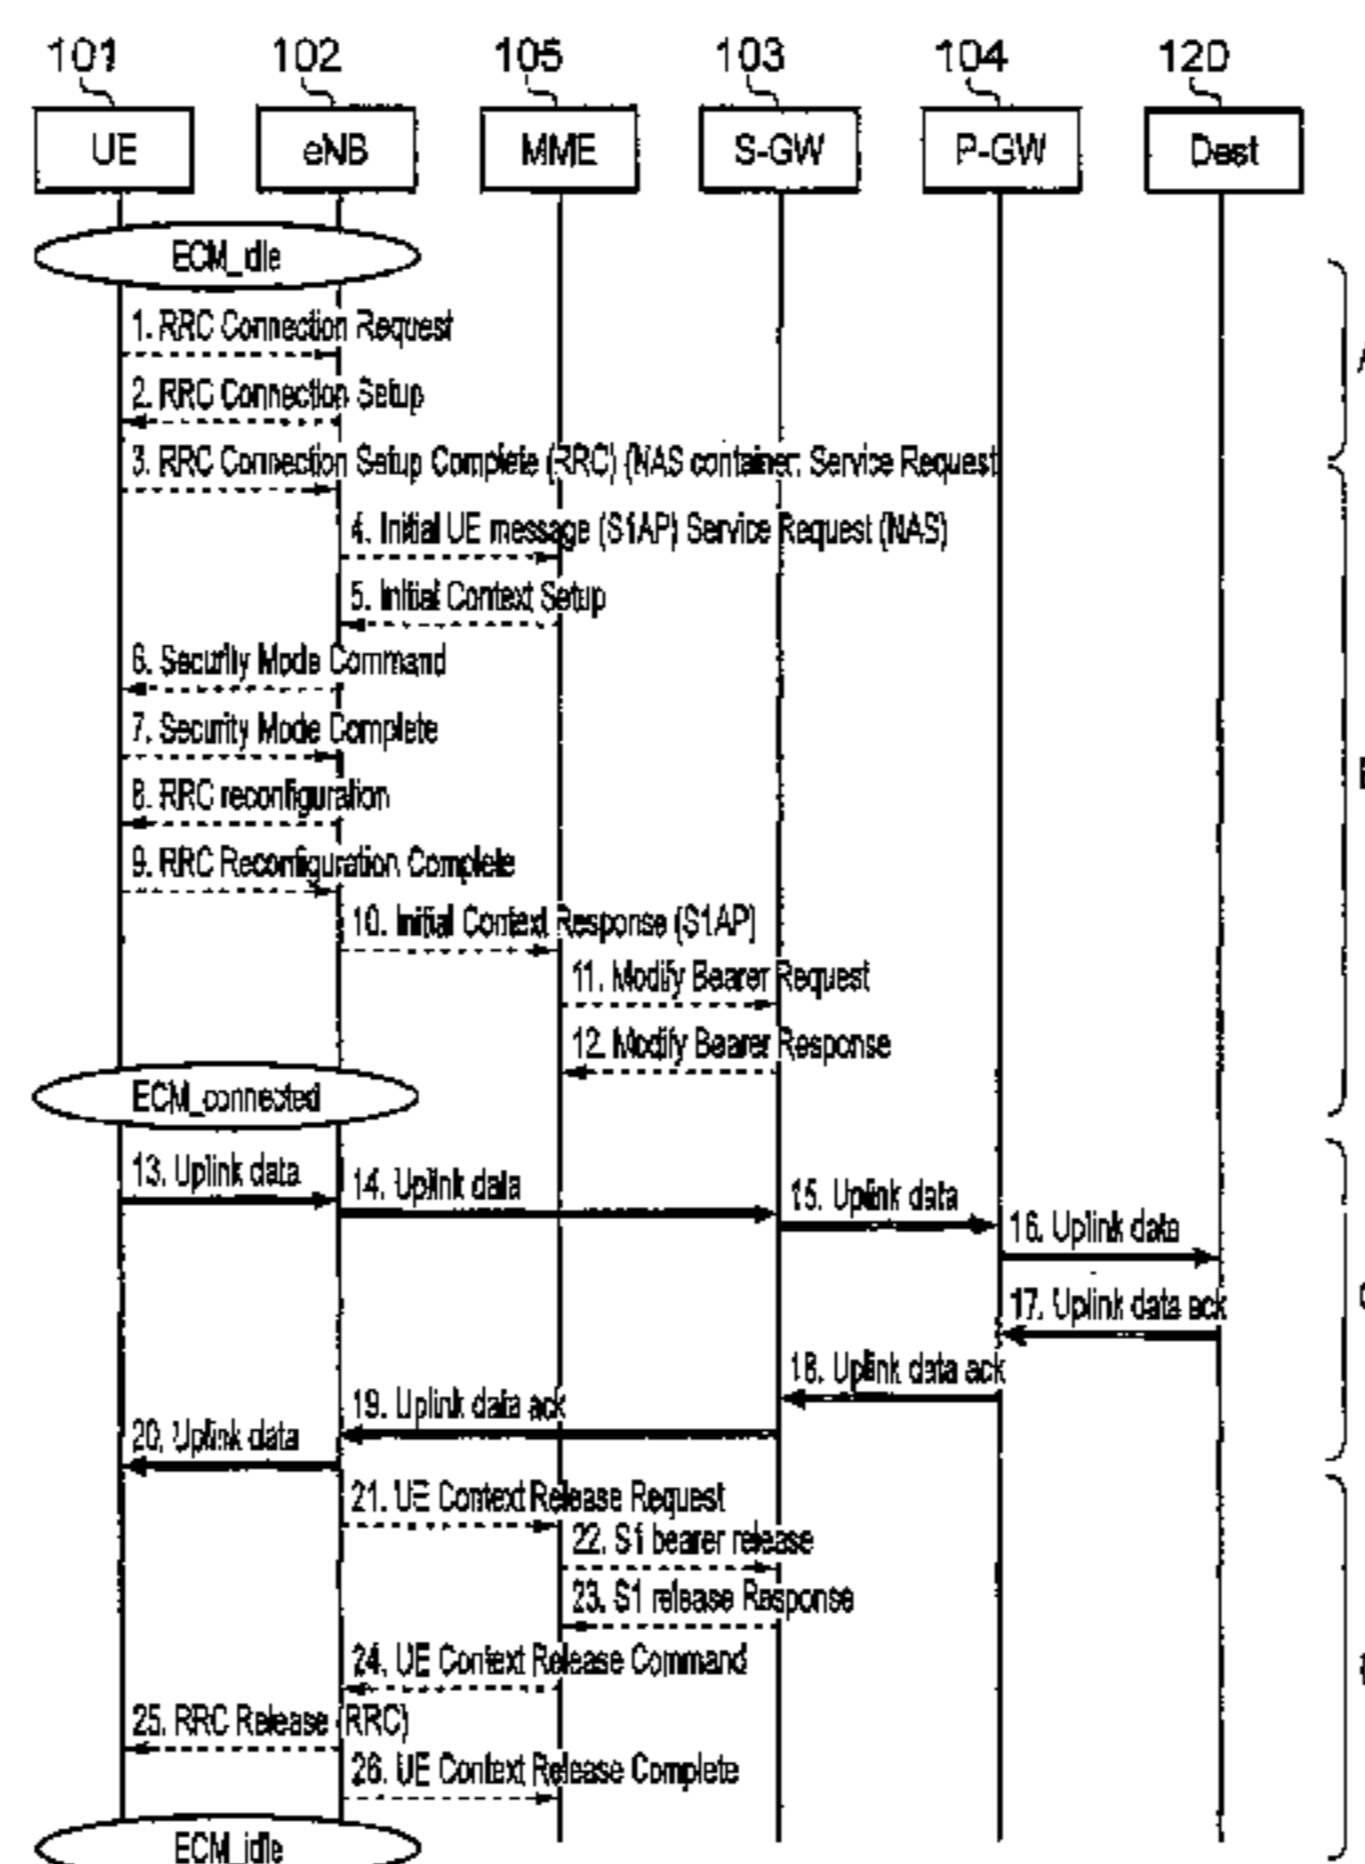 101 102 105 103 104 120
UE eNB MME S-GW P-GW Dest
ECM_idle
1. RRC Connection Request
2. RRC Connection Setup
3. RRC Connection Setup Complete (RRC) (NAS container: Service Request
4. Initial UE message (S1AP) Service Request (NAS)
5. Initial Context Setup
6. Security Mode Command
7. Security Mode Complete
8. RRC reconfiguration
9. RRC Reconfiguration Complete
10. Initial Context Response (S1AP)
11. Modify Bearer Request
12. Modify Bearer Response
ECM_connected
13. Uplink data
14. Uplink data
15. Uplink data
16. Uplink data
17. Uplink data ack
18. Uplink data ack
19. Uplink data ack
20. Uplink data
21. UE Context Release Request
22. S1 bearer release
23. S1 release Response
24. UE Context Release Command
25. RRC Release (RRC)
26. UE Context Release Complete
ECM_idle